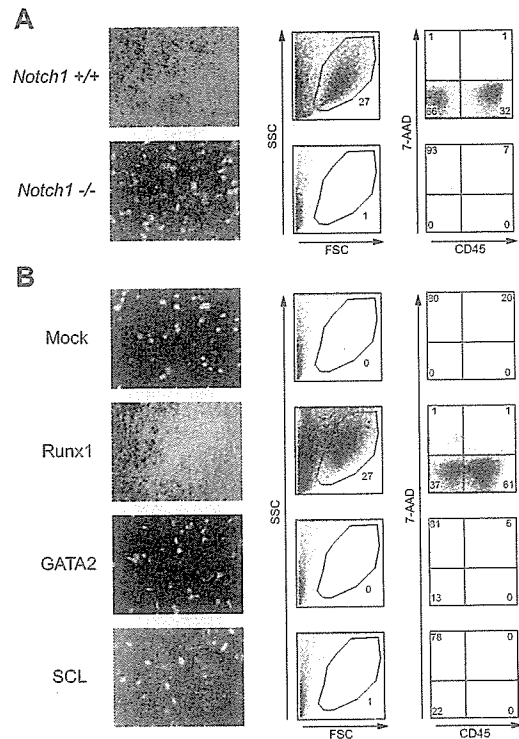 A
Notch1 +/+
SSC
27
7-AAD
1 1
66 32
Notch1 -/-
1
93 7
0 0
FSC
CD45
B
Mock
0
80 20
0 0
Runx1
SSC
27
7-AAD
1 1
37 61
GATA2
0
81 6
13 0
SCL
1
78 0
22 0
FSC
CD45